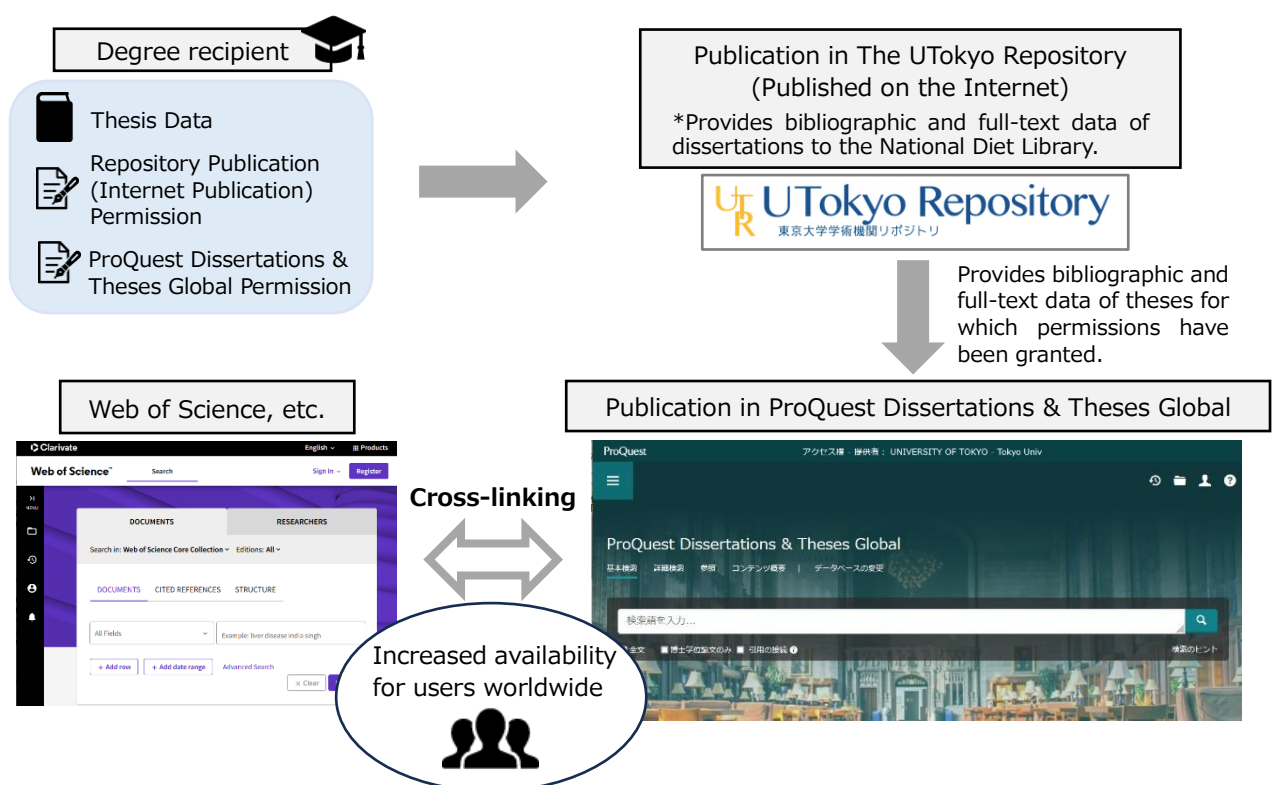 Degree recipient
Thesis Data
Repository Publication
(Internet Publication)
Permission
ProQuest Dissertations &
Theses Global Permission
Publication in The UTokyo Repository
(Published on the Internet)
*Provides bibliographic and full-text data of
dissertations to the National Diet Library.
UTR UTokyo Repository
東京大学学術機関リポジトリ
Provides bibliographic and
full-text data of theses for
which permissions have
been granted.
Web of Science, etc.
Clarivate English Products
Web of Science™ Search Sign In Register
MENU
DOCUMENTS RESEARCHERS
Search in: Web of Science Core Collection Editions: All
DOCUMENTS CITED REFERENCES STRUCTURE
All Fields Example: liver disease india singh
+ Add row + Add date range Advanced Search
× Clear
Cross-linking
Increased availability
for users worldwide
Publication in ProQuest Dissertations & Theses Global
ProQuest アクセス権 - 提供者： UNIVERSITY OF TOKYO - Tokyo Univ
ProQuest Dissertations & Theses Global
基本検索 詳細検索 参照 コンテンツ概要 | データベースの変更
検索語を入力...
全文 博士学位論文のみ 引用の接続 検索のヒント